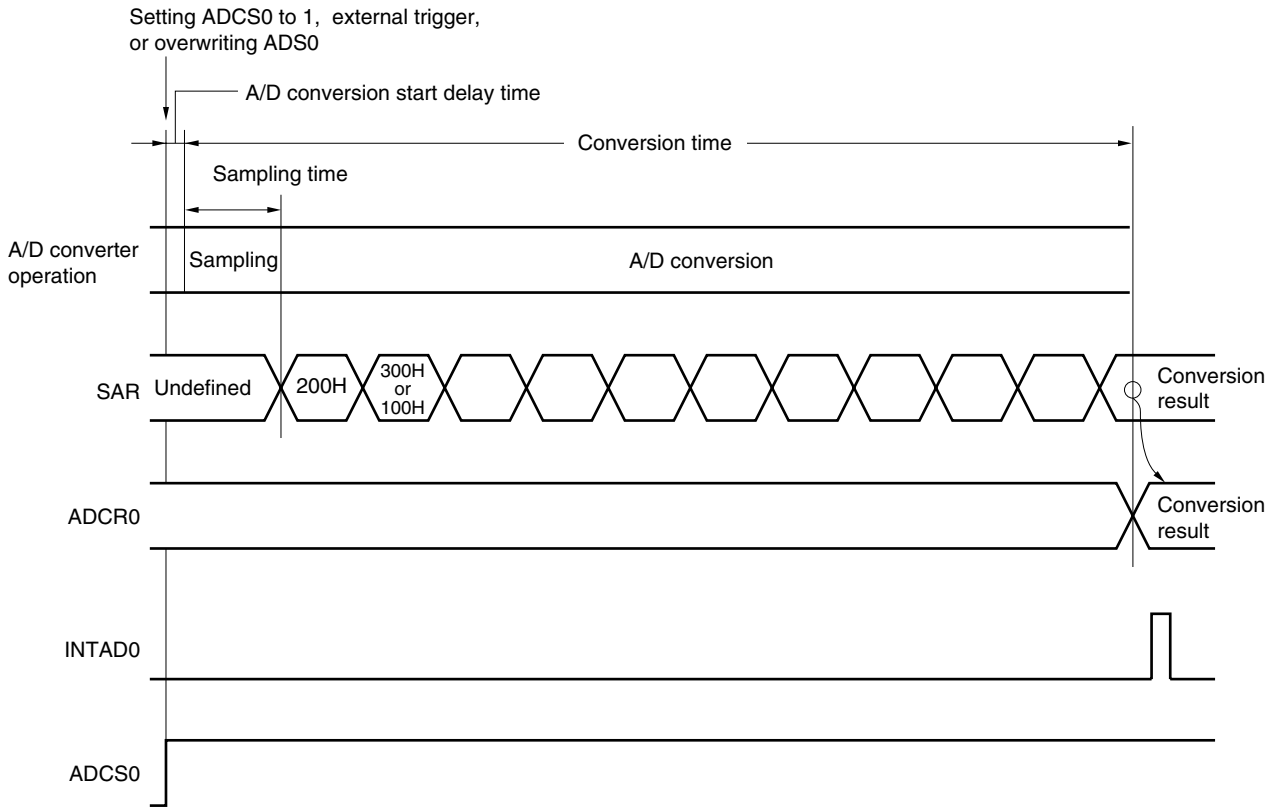 Setting ADCS0 to 1, external trigger,
or overwriting ADS0
A/D conversion start delay time
Conversion time
Sampling time
A/D converter
operation
Sampling
A/D conversion
SAR
Undefined
200H
300H
or
100H
Conversion
result
ADCR0
Conversion
result
INTAD0
ADCS0